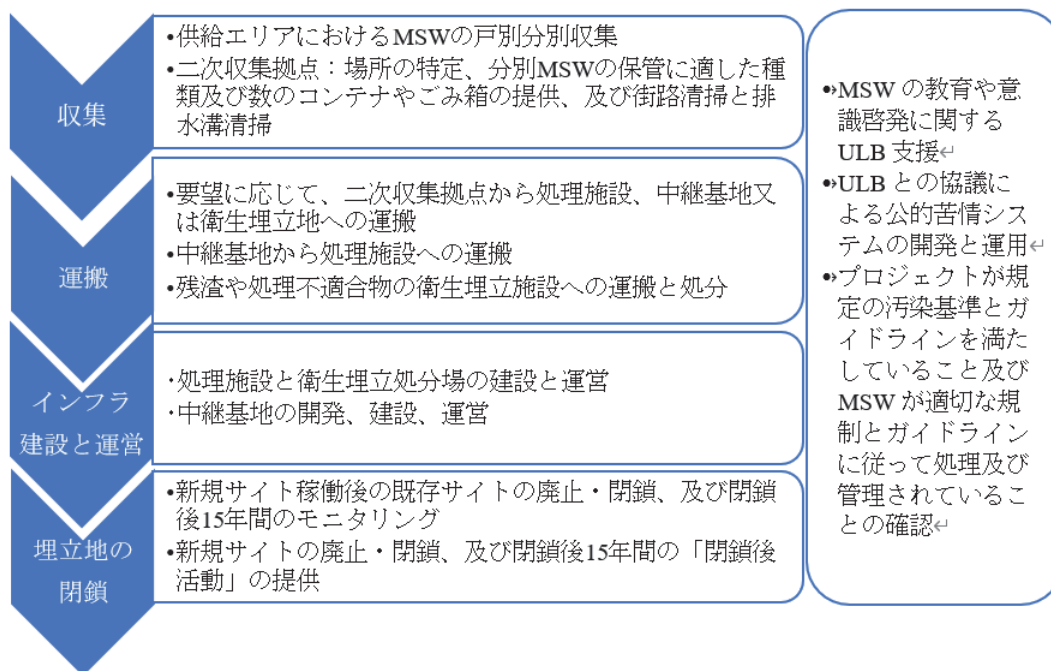 収集
•供給エリアにおけるMSWの戸別分別収集
•二次収集拠点：場所の特定、分別MSWの保管に適した種
類及び数のコンテナやごみ箱の提供、及び街路清掃と排
水溝清掃
運搬
•要望に応じて、二次収集拠点から処理施設、中継基地又
は衛生埋立地への運搬
•中継基地から処理施設への運搬
•残渣や処理不適合物の衛生埋立施設への運搬と処分
インフラ
建設と運営
・処理施設と衛生埋立処分場の建設と運営
・中継基地の開発、建設、運営
埋立地の
閉鎖
•新規サイト稼働後の既存サイトの廃止・閉鎖、及び閉鎖
後15年間のモニタリング
•新規サイトの廃止・閉鎖、及び閉鎖後15年間の「閉鎖後
活動」の提供
•MSW の教育や意
識啓発に関する
ULB 支援↵
•ULB との協議に
よる公的苦情シス
テムの開発と運用↵
•プロジェクトが規
定の汚染基準とガ
イドラインを満た
していること及び
MSW が適切な規
制とガイドライン
に従って処理及び
管理されているこ
との確認↵